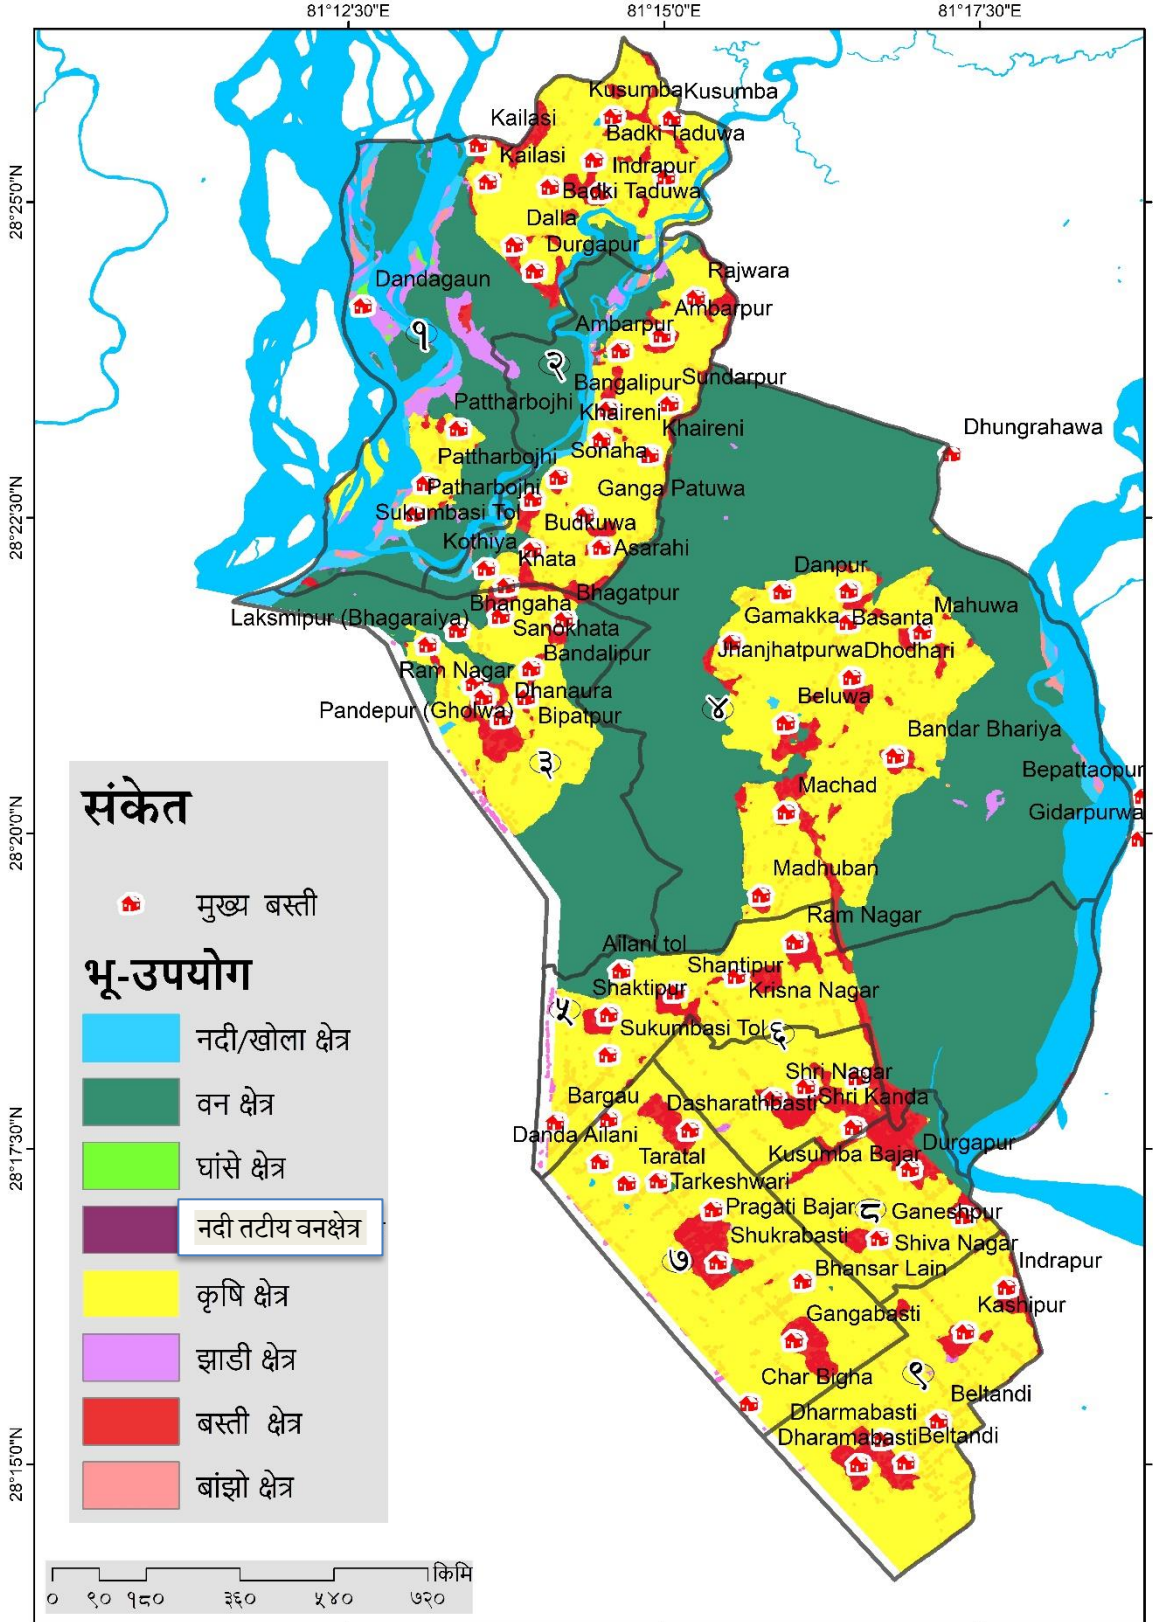 81°12'30"E 81°15'0"E 81°17'30"E
28°25'0"N
28°22'30"N
28°20'0"N
28°17'30"N
28°15'0"N
Kusumba Kusumba
Kailasi
Badki Taduwa
Kailasi
Indrapur
Badki Taduwa
Dalla
Durgapur
Rajwara
Dandagaun
Ambarpur
Ambarpur
१
२
Bangalipur
Sundarpur
Pattharbojhi
Khaireni
Khaireni
Dhungrahawa
Pattharbojhi
Sonaha
Patharbojhi
Ganga Patuwa
Sukumbasi Tol
Budkuwa
Kothiya
Asarahi
Khata
Danpur
Bhagatpur
Bhangaha
Laksmipur (Bhagaraiya)
Gamakka
Basanta
Mahuwa
Sanokhata
Jhanjhatpurwa
Dhodhari
Bandalipur
Ram Nagar
Dhanaura
Beluwa
Pandepur (Gholwa)
Bipatpur
४
Bandar Bhariya
३
Bepattaopur
Machad
Gidarpurwa
Madhuban
Ram Nagar
Ailani tol
Shantipur
Shaktipur
Krisna Nagar
५
Sukumbasi Tol
६
Shri Nagar
Bargau
Dasharathbasti
Shri Kanda
Danda Ailani
Durgapur
Taratal
Kusumba Bajar
Tarkeshwari
Pragati Bajar
८
Ganeshpur
Shukrabasti
Shiva Nagar
७
Bhansar Lain
Indrapur
Kashipur
Gangabasti
Char Bigha
९
Beltandi
Dharmabasti
Dharamabasti
Beltandi
संकेत
मुख्य बस्ती
भू-उपयोग
नदी/खोला क्षेत्र
वन क्षेत्र
घांसे क्षेत्र
नदी तटीय वनक्षेत्र
कृषि क्षेत्र
झाडी क्षेत्र
बस्ती क्षेत्र
बांझो क्षेत्र
किमि
० ९० १८० ३६० ५४० ७२०